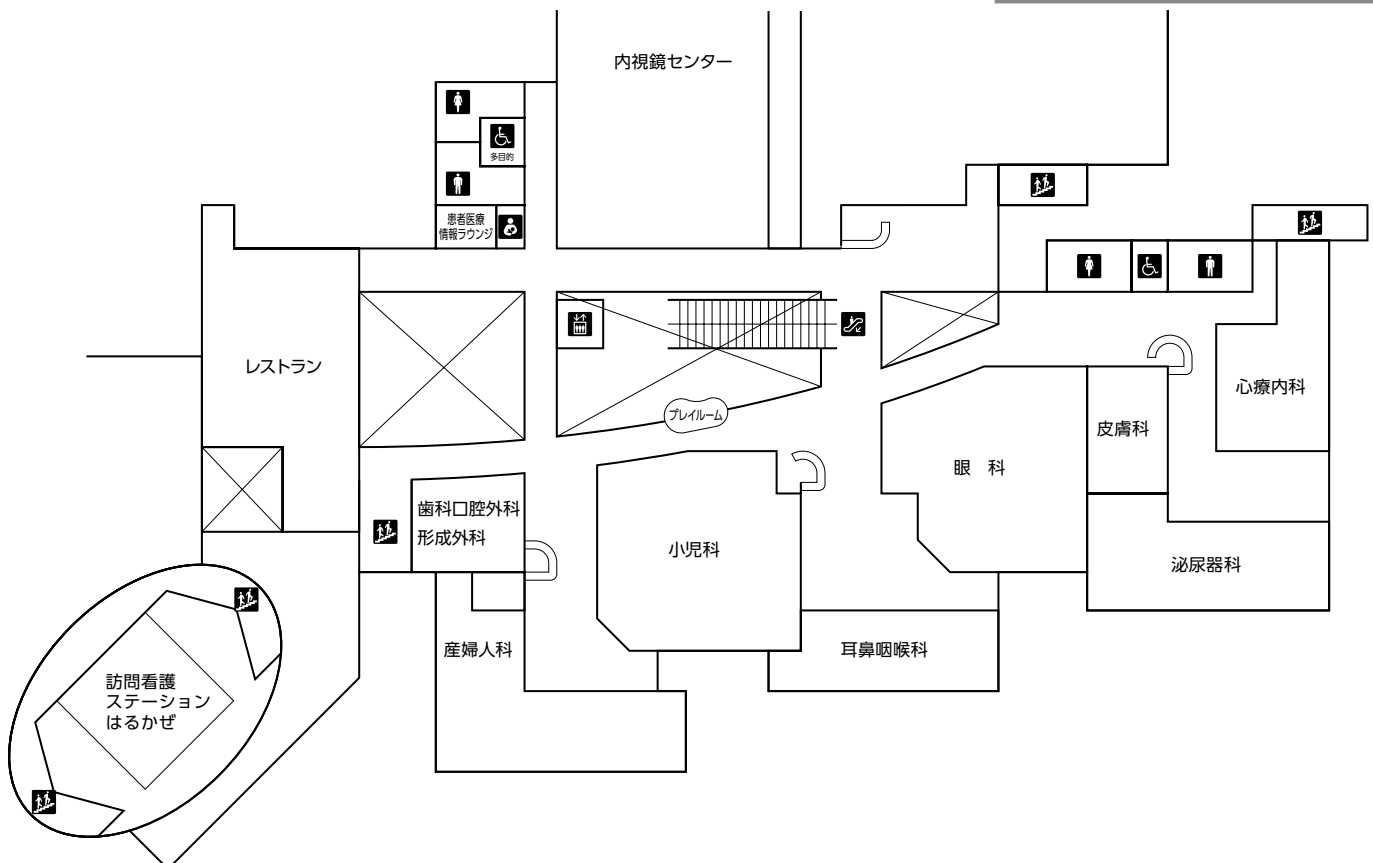 内視鏡センター
多目的
患者医療
情報ラウンジ
レストラン
プレイルーム
心療内科
皮膚科
眼　科
歯科口腔外科
形成外科
小児科
泌尿器科
産婦人科
耳鼻咽喉科
訪問看護
ステーション
はるかぜ